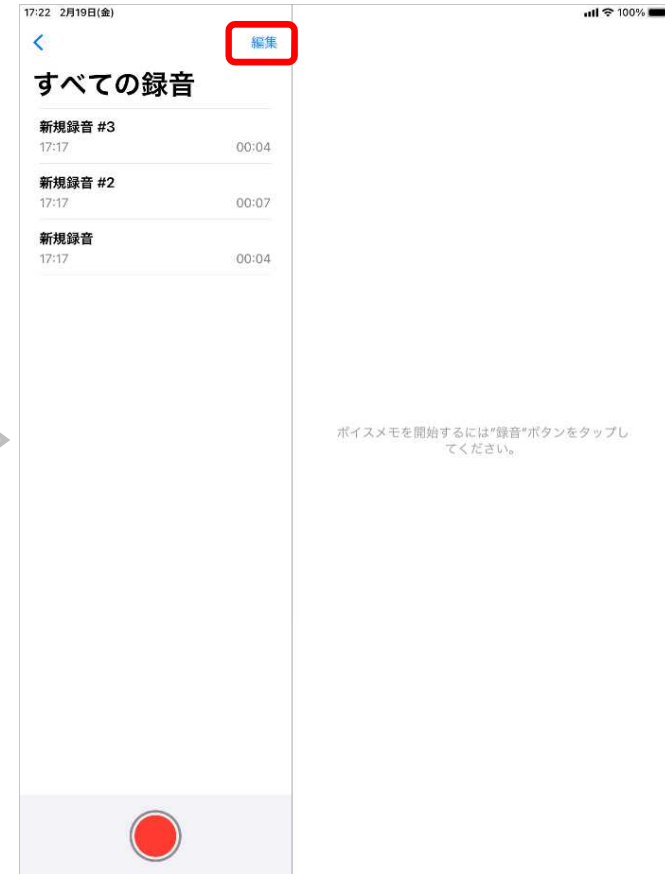 17:22 2月19日(金)
100%
編集
すべての録音
新規録音 #3
17:17 00:04
新規録音 #2
17:17 00:07
新規録音
17:17 00:04
ボイスメモを開始するには"録音"ボタンをタップし
てください。